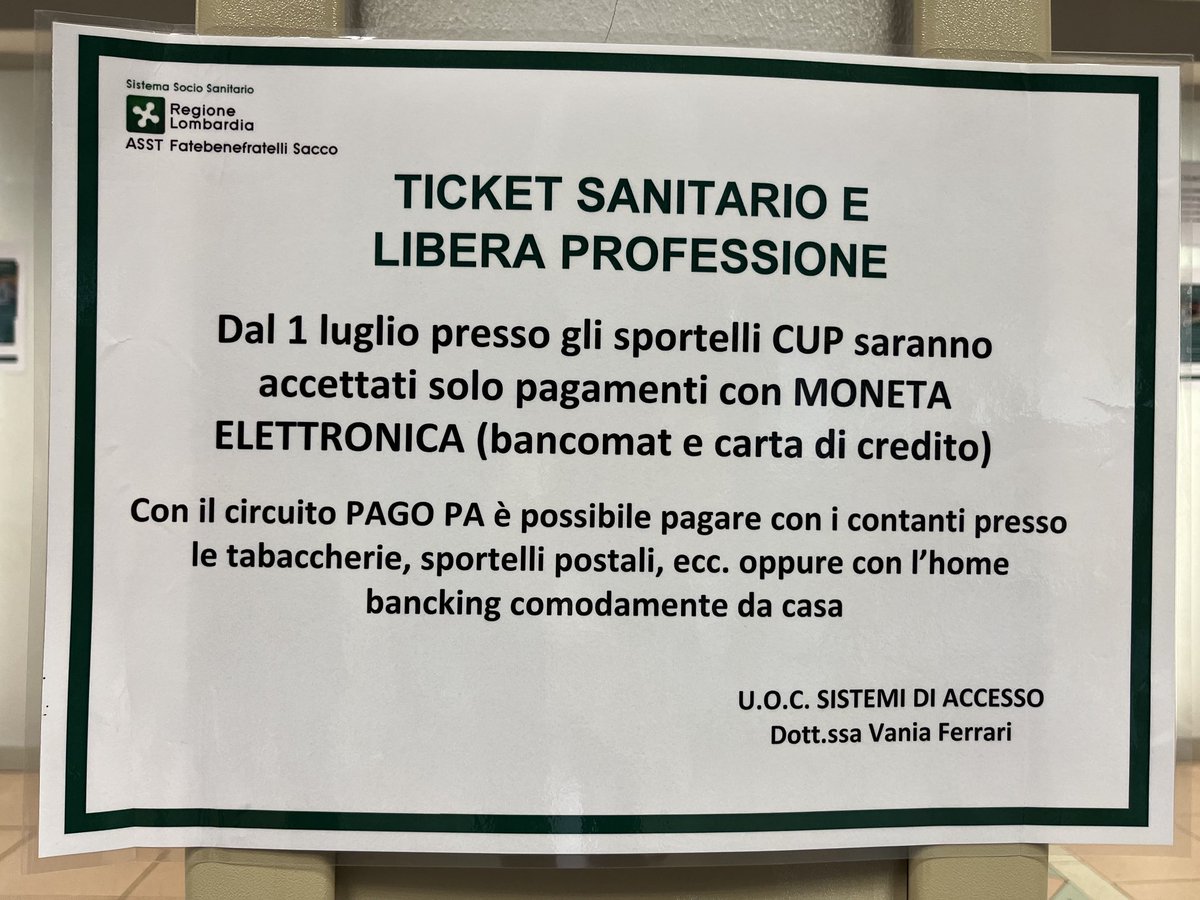 Sistema Socio Sanitario
Regione
Lombardia
ASST Fatebenefratelli Sacco
TICKET SANITARIO E
LIBERA PROFESSIONE
Dal 1 luglio presso gli sportelli CUP saranno
accettati solo pagamenti con MONETA
ELETTRONICA (bancomat e carta di credito)
Con il circuito PAGO PA è possibile pagare con i contanti presso
le tabaccherie, sportelli postali, ecc. oppure con l’home
bancking comodamente da casa
U.O.C. SISTEMI DI ACCESSO
Dott.ssa Vania Ferrari